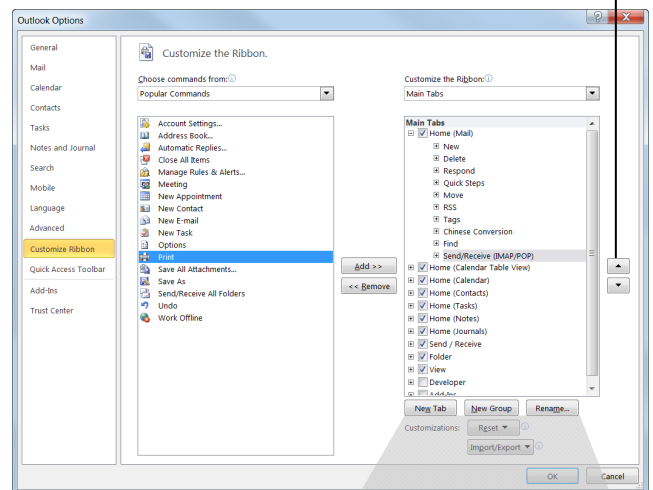 Outlook Options
General
Mail
Calendar
Contacts
Tasks
Notes and Journal
Search
Mobile
Language
Advanced
Customize Ribbon
Quick Access Toolbar
Add-Ins
Trust Center
Customize the Ribbon.
Choose commands from:
Popular Commands
Account Settings...
Address Book...
Automatic Replies...
Close All Items
Manage Rules & Alerts...
Meeting
New Appointment
New Contact
New E-mail
New Task
Options
Print
Save All Attachments...
Save As
Send/Receive All Folders
Undo
Work Offline
Add >>
<< Remove
Customize the Ribbon:
Main Tabs
Main Tabs
Home (Mail)
New
Delete
Respond
Quick Steps
Move
RSS
Tags
Chinese Conversion
Find
Send/Receive (IMAP/POP)
Home (Calendar Table View)
Home (Calendar)
Home (Contacts)
Home (Tasks)
Home (Notes)
Home (Journals)
Send / Receive
Folder
View
Developer
Add-Ins
New Tab New Group Rename...
Customizations: Reset
Import/Export
OK Cancel